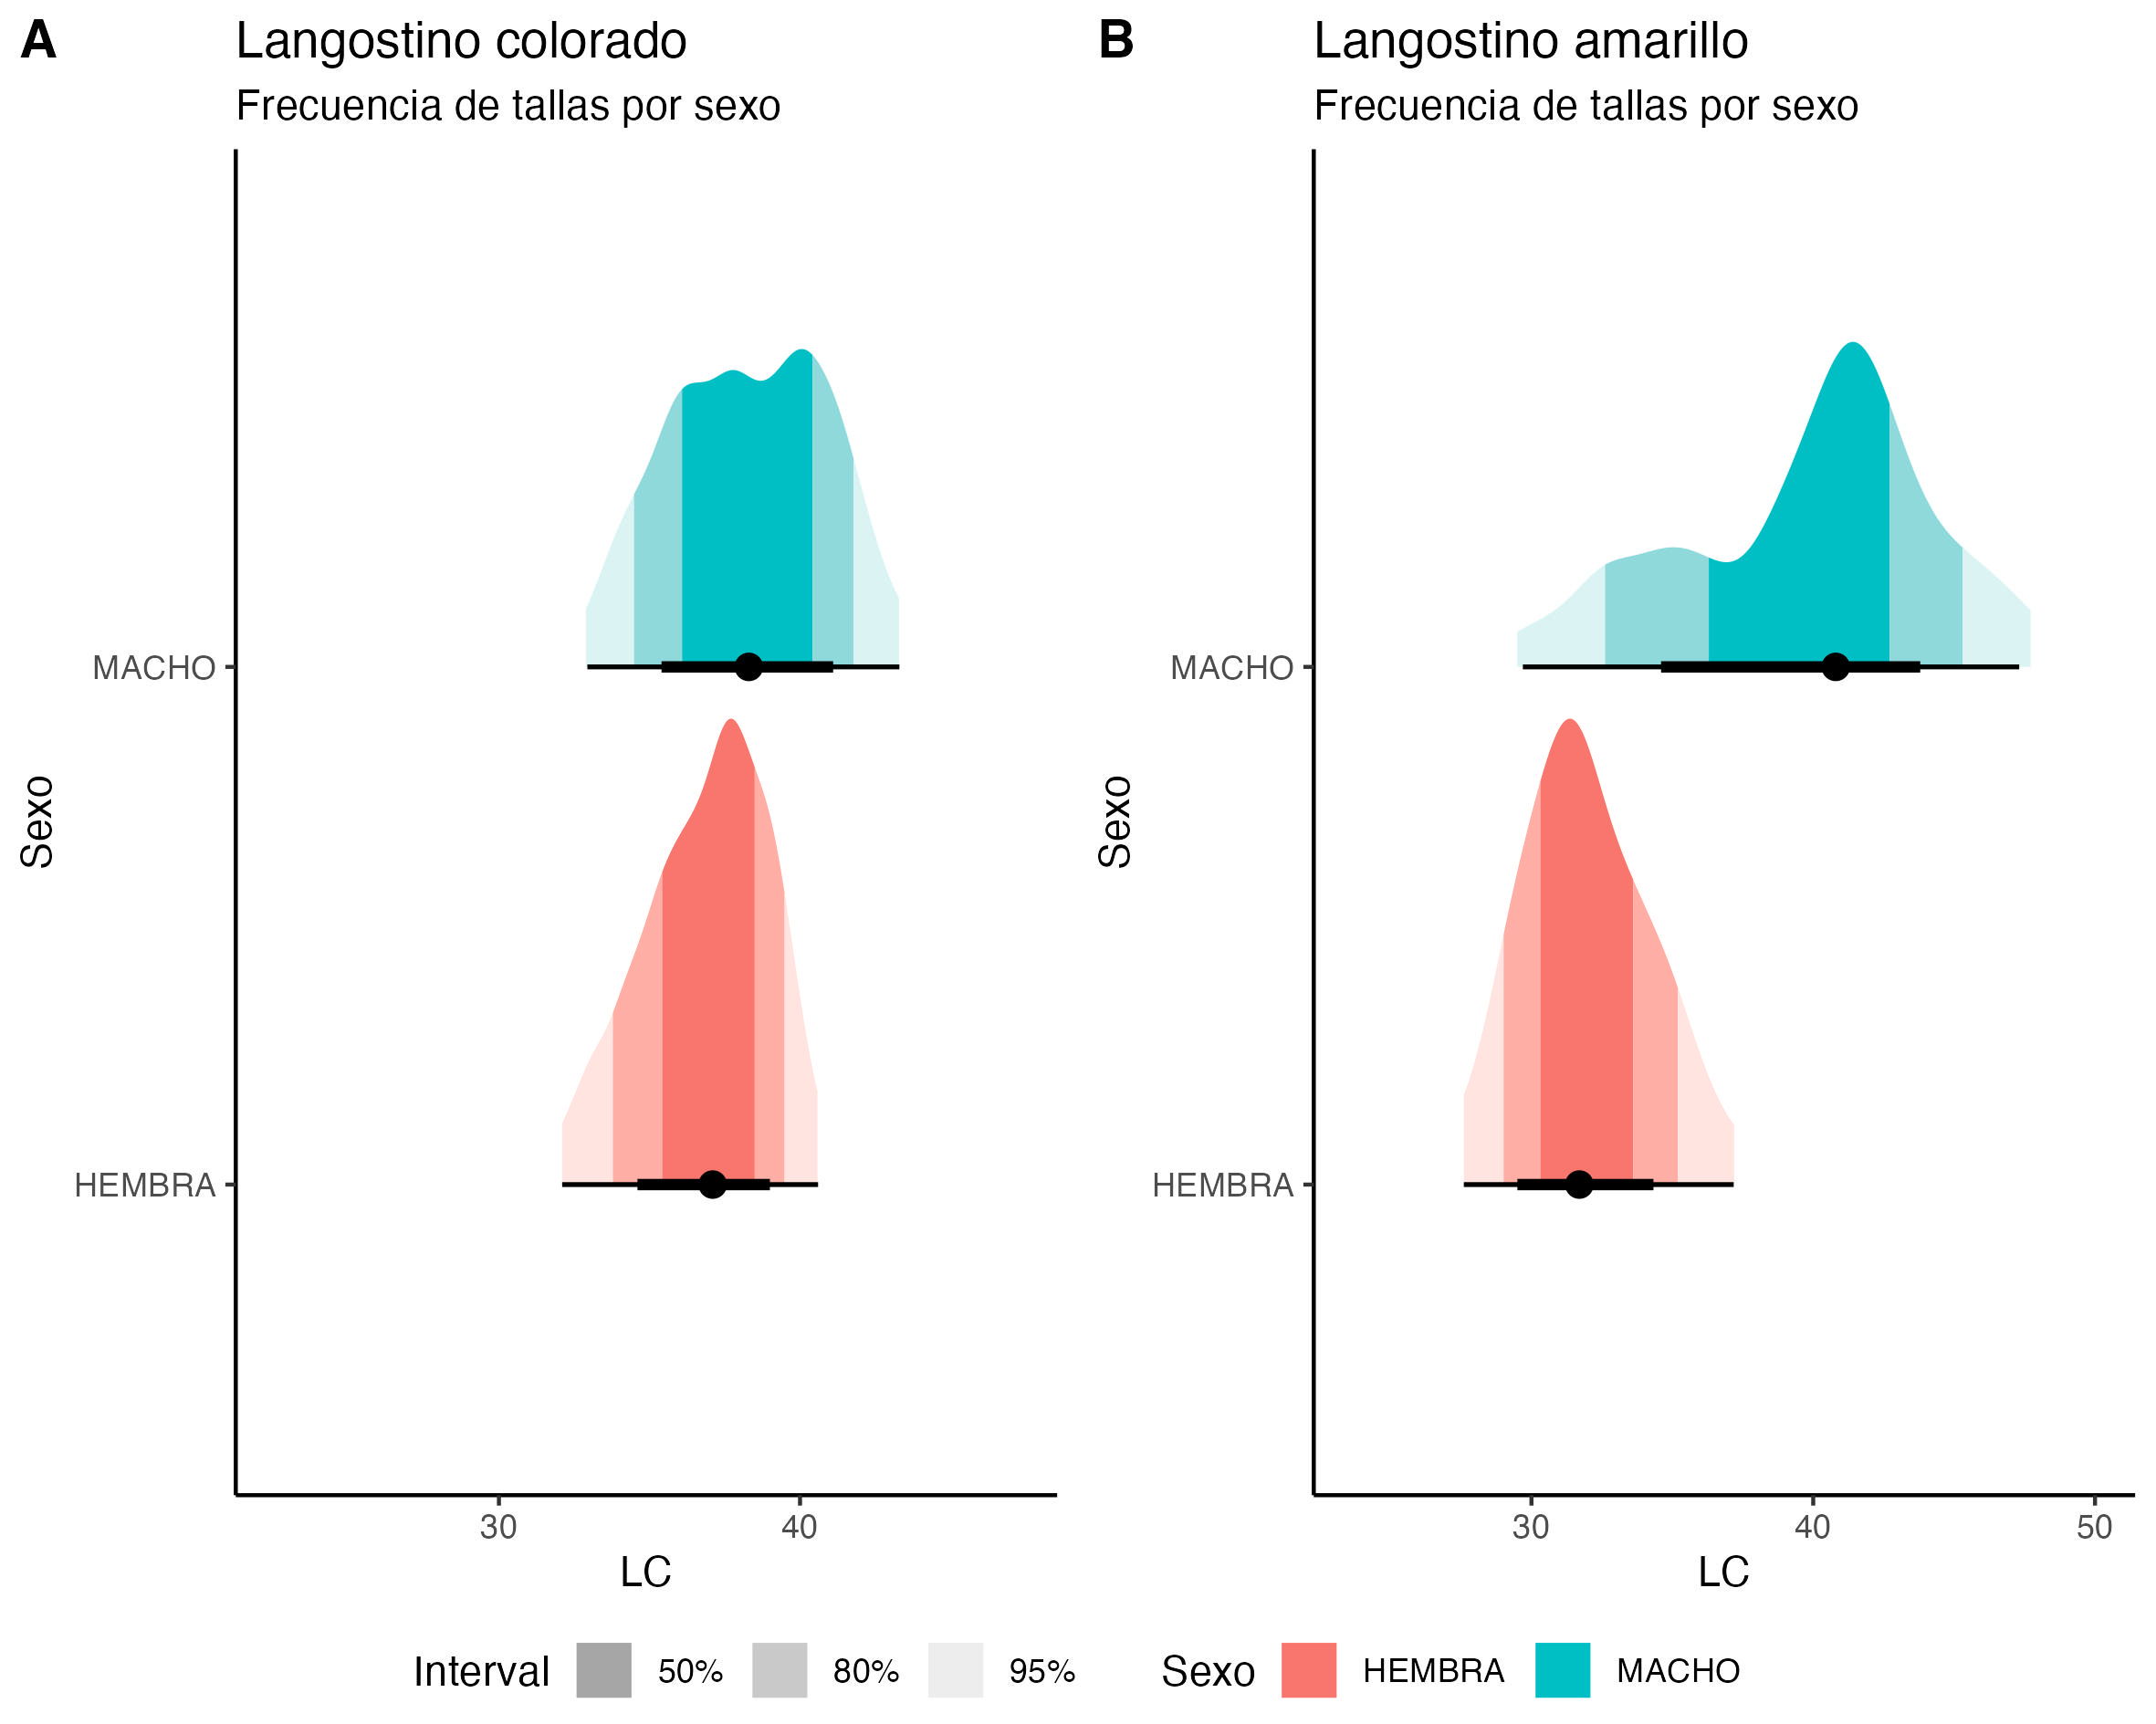 A
Langostino colorado
Frecuencia de tallas por sexo
MACHO
HEMBRA
Sexo
30 40
LC
B
Langostino amarillo
Frecuencia de tallas por sexo
MACHO
HEMBRA
Sexo
30 40 50
LC
Interval 50% 80% 95% Sexo HEMBRA MACHO